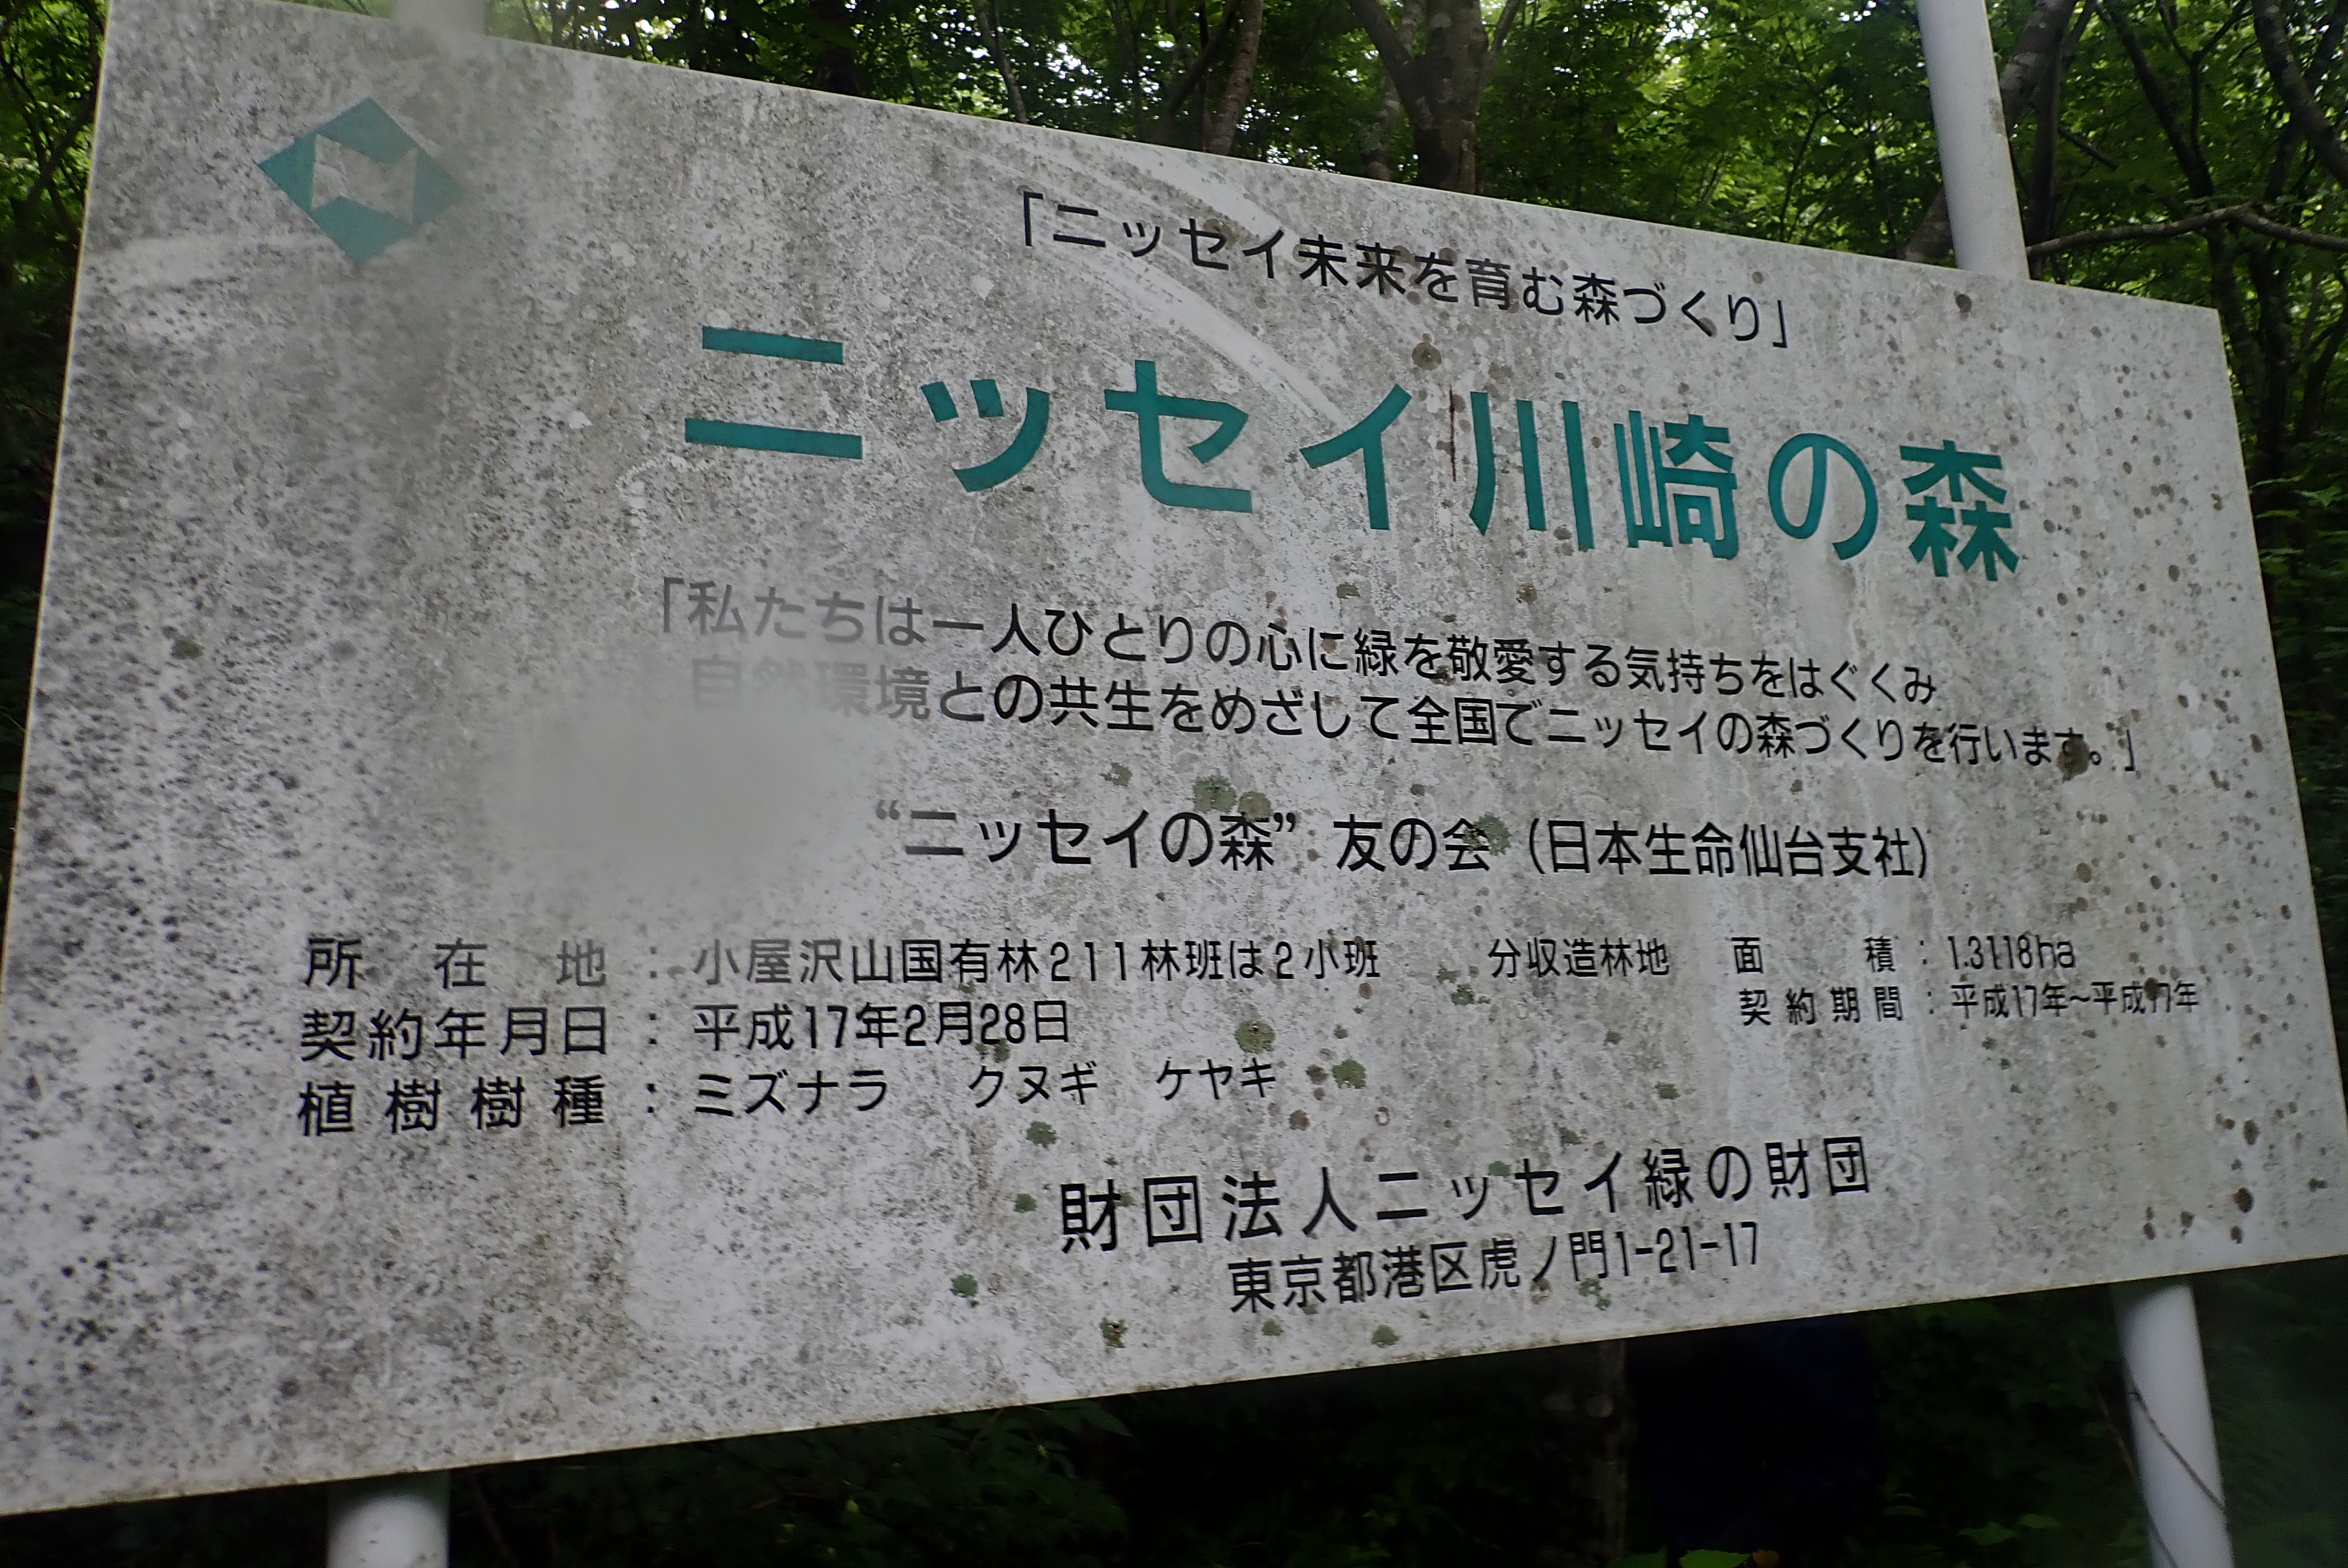 「ニッセイ未来を育む森づくり」
ニッセイ川崎の森
「私たちは一人ひとりの心に緑を敬愛する気持ちをはぐくみ
自然環境との共生をめざして全国でニッセイの森づくりを行います。」
“ニッセイの森”友の会(日本生命仙台支社)
所在地:小屋沢山国有林211林班は2小班 分収造林地 面積:1.3118ha
契約年月日:平成17年2月28日 契約期間:平成17年~平成77年
植樹樹種:ミズナラ クヌギ ケヤキ
財団法人ニッセイ緑の財団
東京都港区虎ノ門1-21-17